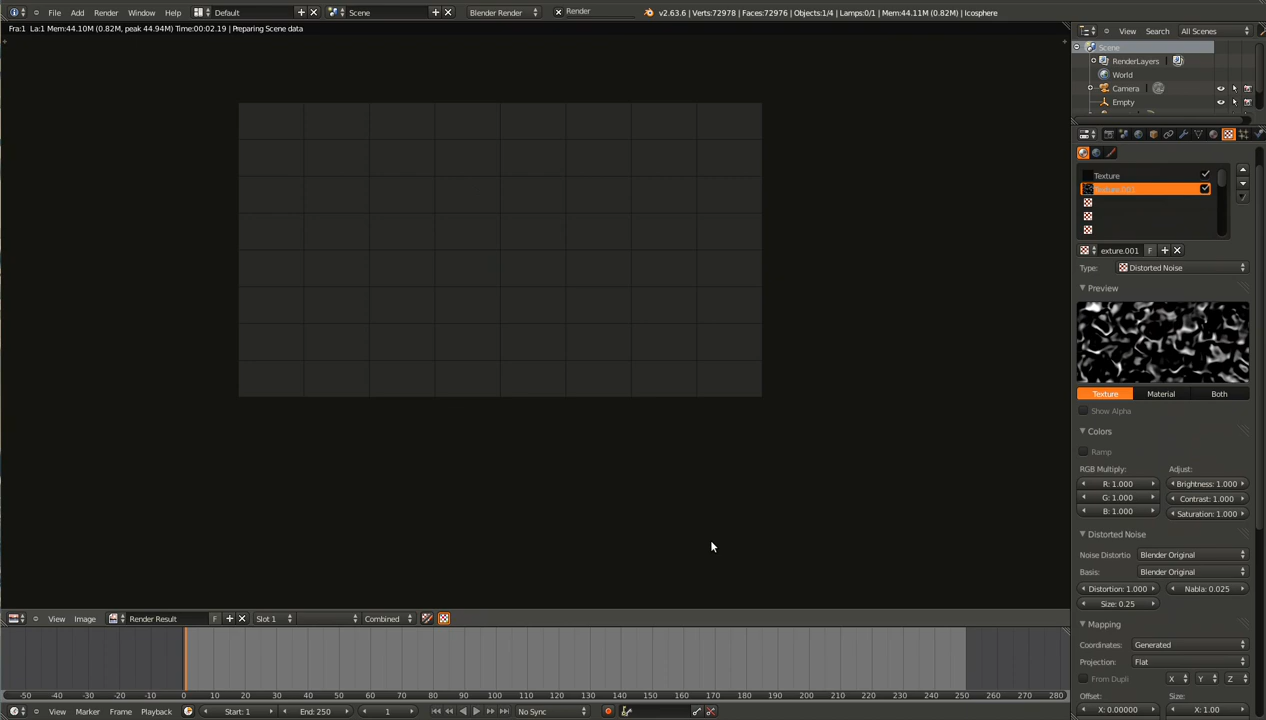 File Add Render Window Help Default Scene Blender Render Render v2.63.6 | Verts:72978 | Faces:72976 | Objects:1/4 | Lamps:0/1 | Mem:44.11M (0.82M) | Icosphere
Fra:1 La:1 Mem:44.10M (0.82M, peak 44.94M) Time:00:02.19 | Preparing Scene data
View Search All Scenes
Scene
RenderLayers
World
Camera
Empty
Texture
Texture.001
exture.001 F
Type: Distorted Noise
Preview
Texture Material Both
Show Alpha
Colors
Ramp
RGB Multiply: Adjust:
R: 1.000 Brightness: 1.000
G: 1.000 Contrast: 1.000
B: 1.000 Saturation: 1.000
Distorted Noise
Noise Distortio Blender Original
Basis: Blender Original
Distortion: 1.000 Nabla: 0.025
Size: 0.25
Mapping
Coordinates: Generated
Projection: Flat
From Dupli X Y Z
Offset: Size:
X: 0.00000 X: 1.00
View Image Render Result F Slot 1 Combined
-50 -40 -30 -20 -10 0 10 20 30 40 50 60 70 80 90 100 110 120 130 140 150 160 170 180 190 200 210 220 230 240 250 260 270 280
View Marker Frame Playback Start: 1 End: 250 1 No Sync